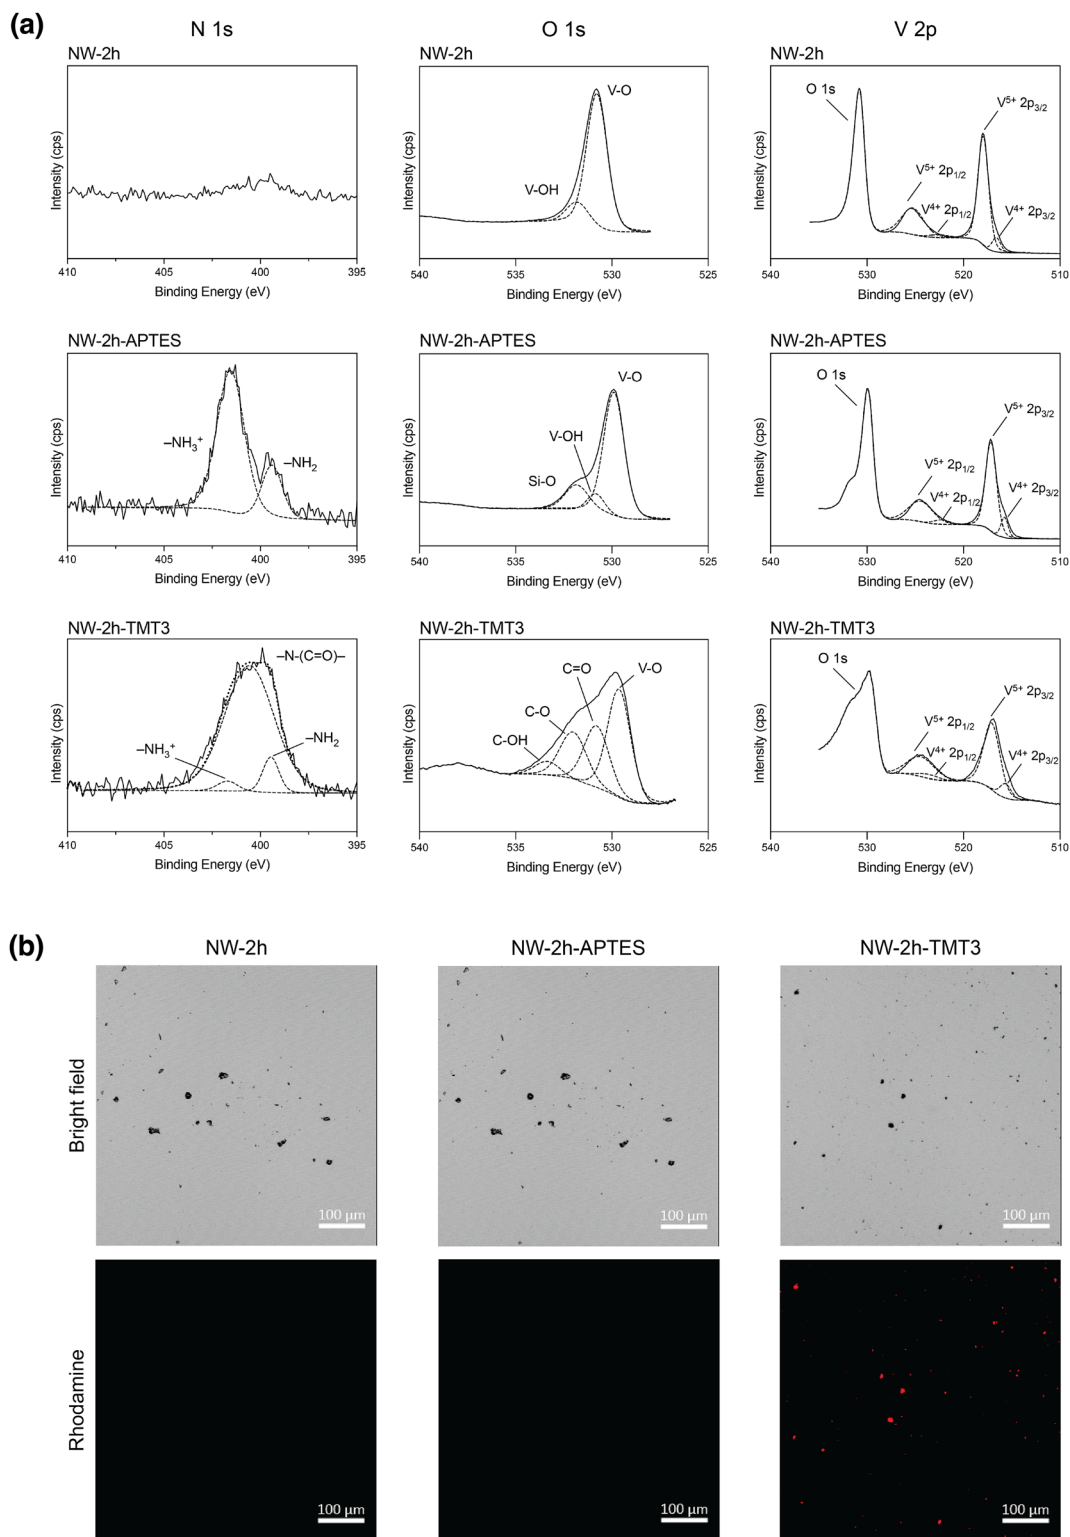 (a)
N 1s
O 1s
V 2p
NW-2h
Intensity (cps)
410
405
400
395
Binding Energy (eV)
NW-2h
V-O
V-OH
Intensity (cps)
540
535
530
525
Binding Energy (eV)
NW-2h
O 1s
V5+ 2p3/2
V5+ 2p1/2
V4+ 2p1/2
V4+ 2p3/2
Intensity (cps)
540
530
520
510
Binding Energy (eV)
NW-2h-APTES
–NH3+
–NH2
Intensity (cps)
410
405
400
395
Binding Energy (eV)
NW-2h-APTES
V-O
V-OH
Si-O
Intensity (cps)
540
535
530
525
Binding Energy (eV)
NW-2h-APTES
O 1s
V5+ 2p3/2
V5+ 2p1/2
V4+ 2p1/2
V4+ 2p3/2
Intensity (cps)
540
530
520
510
Binding Energy (eV)
NW-2h-TMT3
–N-(C=O)–
–NH3+
–NH2
Intensity (cps)
410
405
400
395
Binding Energy (eV)
NW-2h-TMT3
C=O
V-O
C-O
C-OH
Intensity (cps)
540
535
530
525
Binding Energy (eV)
NW-2h-TMT3
O 1s
V5+ 2p3/2
V5+ 2p1/2
V4+ 2p1/2
V4+ 2p3/2
Intensity (cps)
540
530
520
510
Binding Energy (eV)
(b)
NW-2h
NW-2h-APTES
NW-2h-TMT3
Bright field
100 µm
100 µm
100 µm
Rhodamine
100 µm
100 µm
100 µm